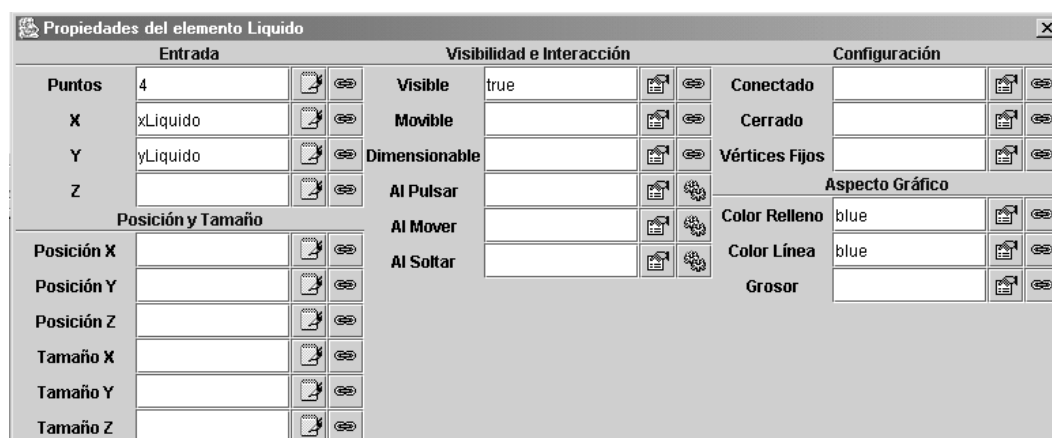 Propiedades del elemento Liquido
Entrada
Puntos 4
X xLiquido
Y yLiquido
Z
Posición y Tamaño
Posición X
Posición Y
Posición Z
Tamaño X
Tamaño Y
Tamaño Z
Visibilidad e Interacción
Visible true
Movible
Dimensionable
Al Pulsar
Al Mover
Al Soltar
Configuración
Conectado
Cerrado
Vértices Fijos
Aspecto Gráfico
Color Relleno blue
Color Línea blue
Grosor